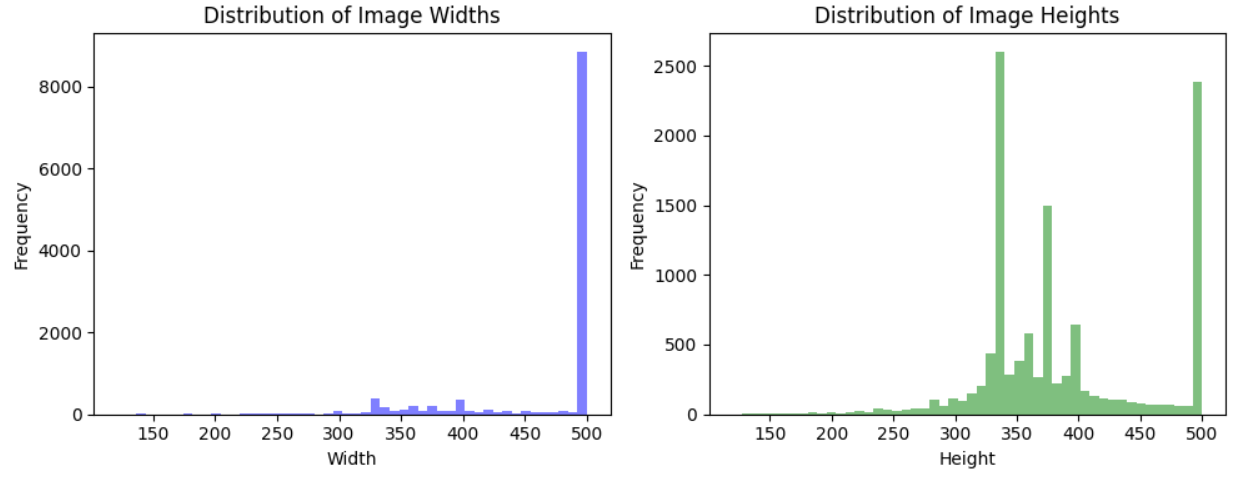 Distribution of Image Widths
Frequency
8000
6000
4000
2000
0
150 200 250 300 350 400 450 500
Width
Distribution of Image Heights
Frequency
2500
2000
1500
1000
500
0
150 200 250 300 350 400 450 500
Height